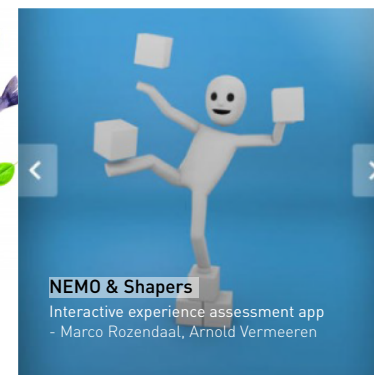 NEMO & Shapers
Interactive experience assessment app
- Marco Rozendaal, Arnold Vermeeren